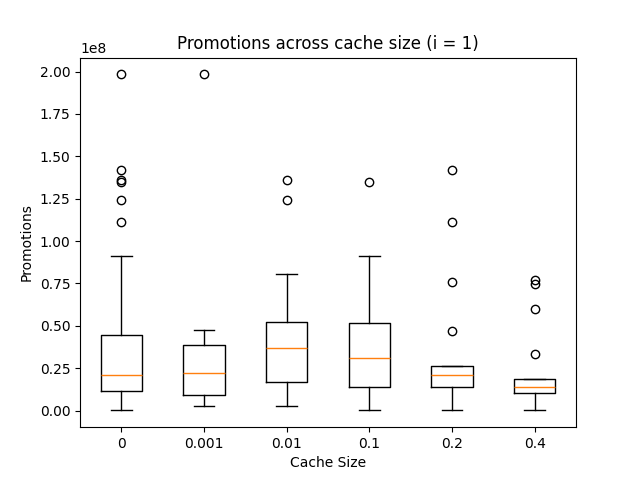 Promotions across cache size (i = 1)
1e8
2.00
1.75
1.50
1.25
1.00
0.75
0.50
0.25
0.00
Promotions
0 0.001 0.01 0.1 0.2 0.4
Cache Size